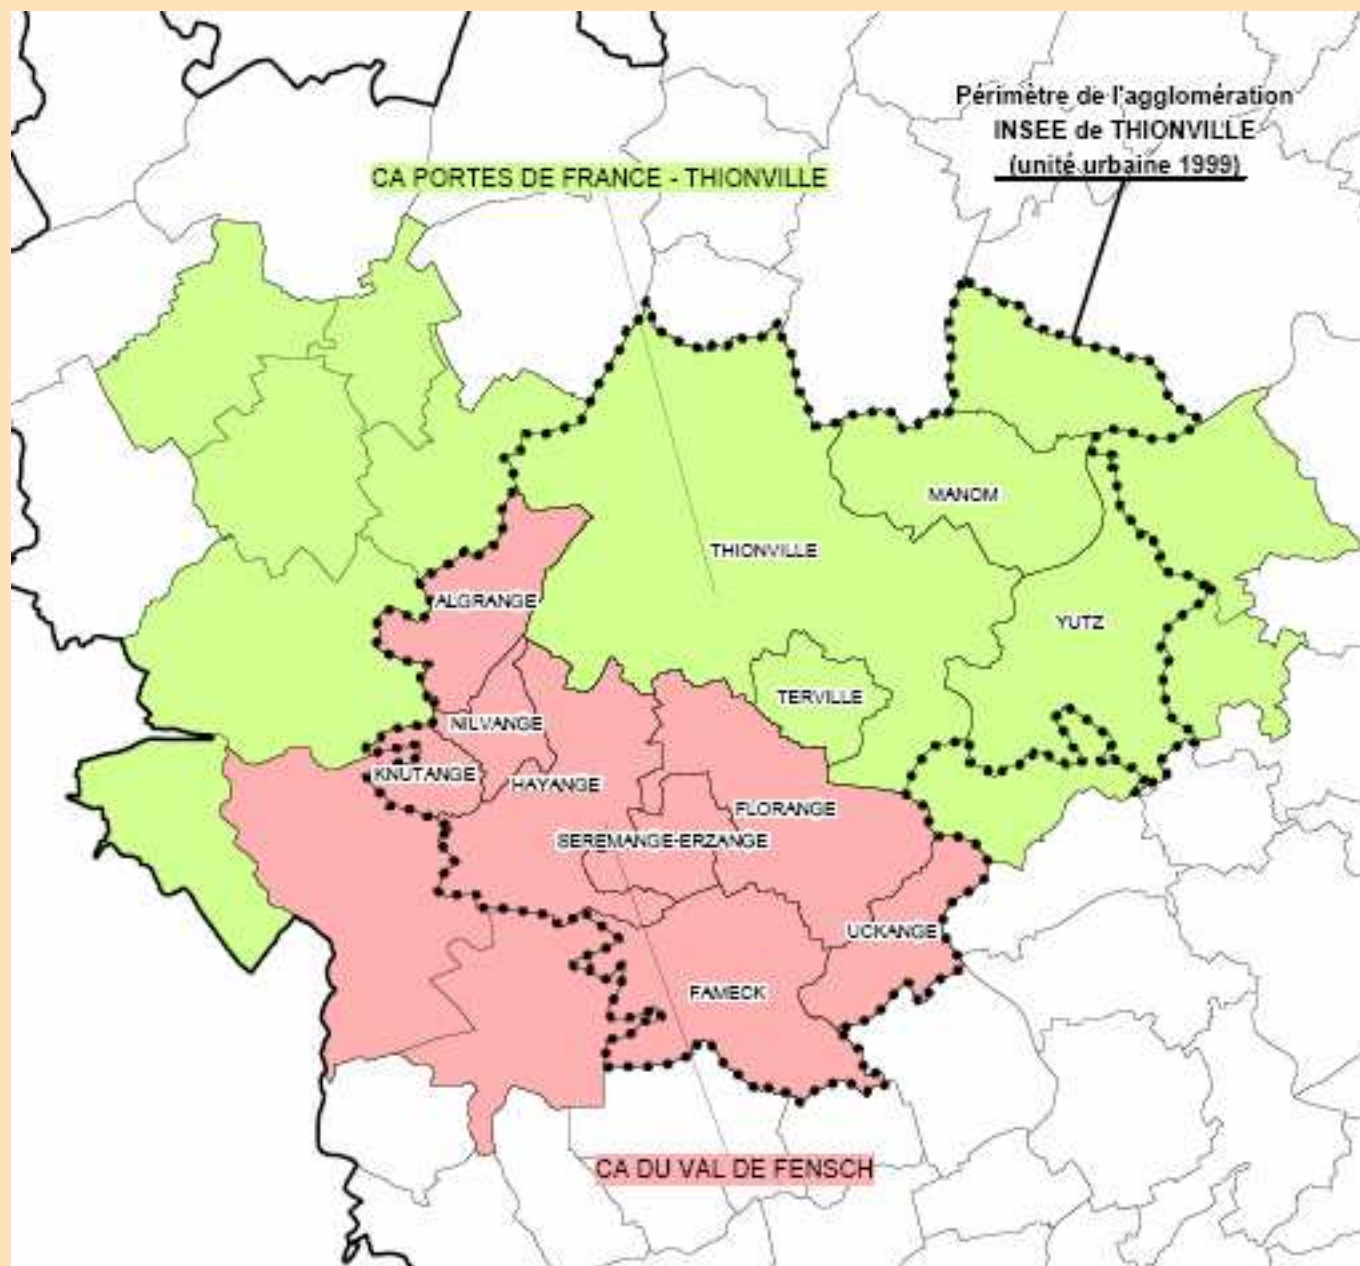 Périmètre de l'agglomération
INSEE de THIONVILLE
(unité urbaine 1999)
CA PORTES DE FRANCE - THIONVILLE
MANOM
THIONVILLE
ALGRANGE
YUTZ
TERVILLE
NILVANGE
KNUTANGE
HAYANGE
FLORANGE
SEREMANGE-ERZANGE
UCKANGE
FAMECK
CA DU VAL DE FENSCH